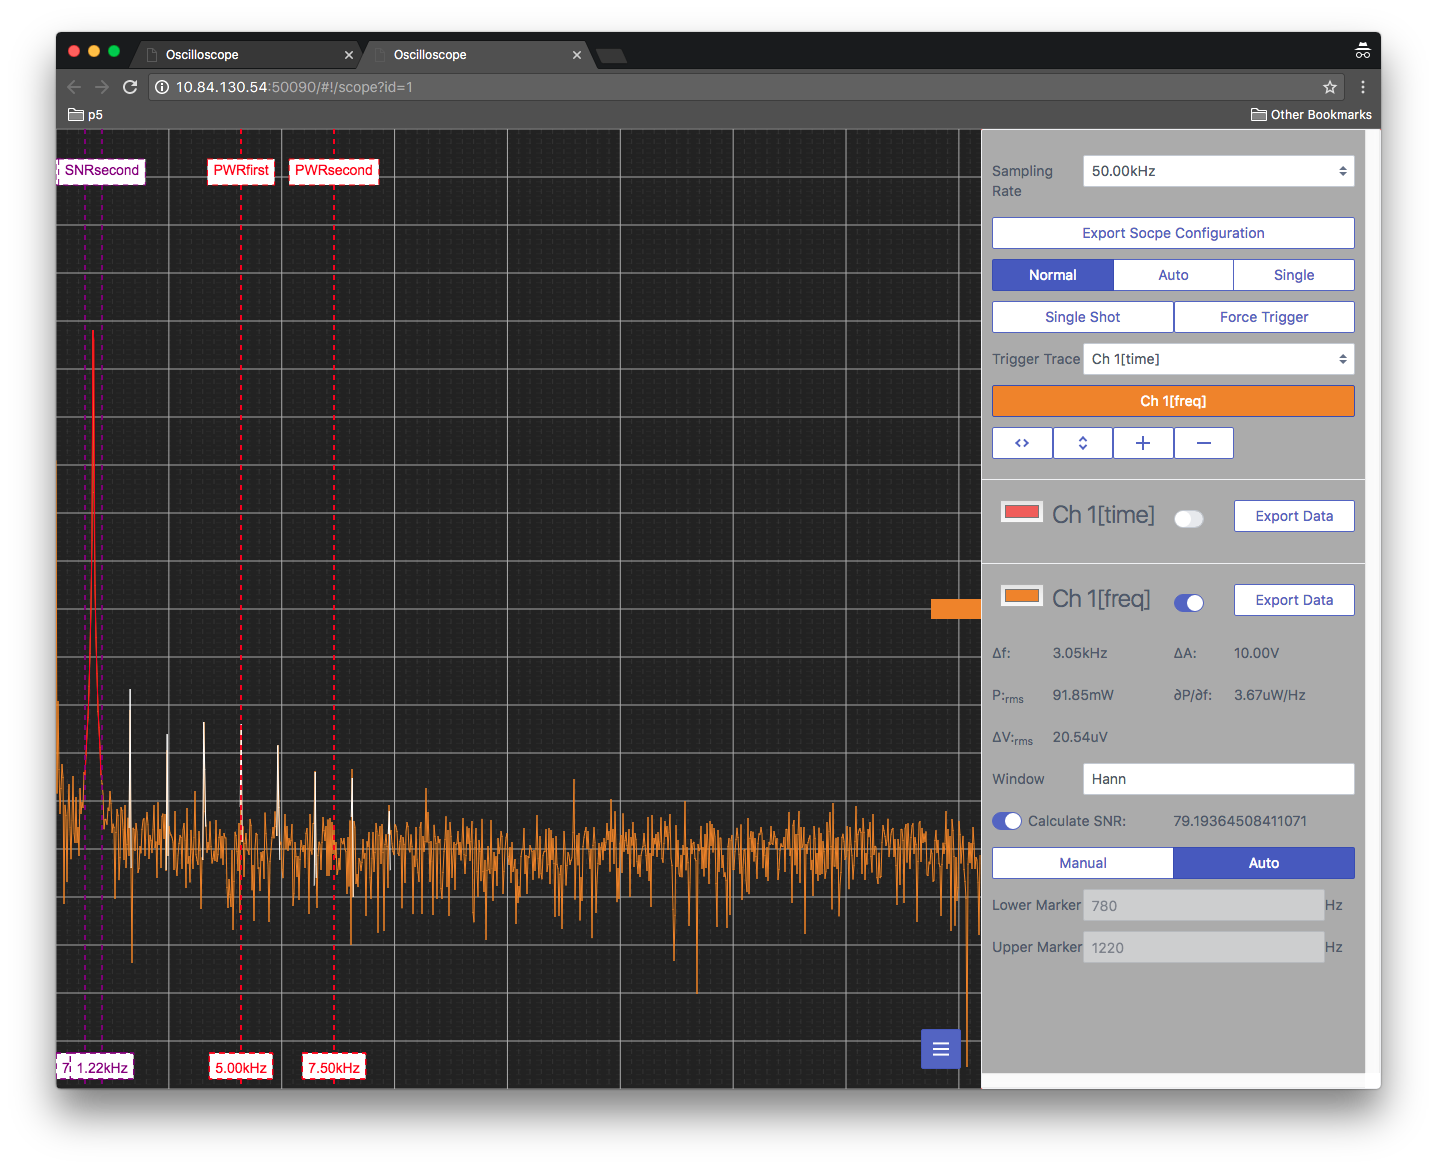 Oscilloscope
Oscilloscope
10.84.130.54:50090/#!/scope?id=1
p5
Other Bookmarks
SNRsecond
PWRfirst
PWRsecond
7
1.22kHz
5.00kHz
7.50kHz
Sampling Rate
50.00kHz
Export Socpe Configuration
Normal
Auto
Single
Single Shot
Force Trigger
Trigger Trace
Ch 1[time]
Ch 1[freq]
Ch 1[time]
Export Data
Ch 1[freq]
Export Data
Δf: 3.05kHz ΔA: 10.00V
P:rms 91.85mW ∂P/∂f: 3.67uW/Hz
ΔV:rms 20.54uV
Window Hann
Calculate SNR: 79.19364508411071
Manual
Auto
Lower Marker 780 Hz
Upper Marker 1220 Hz